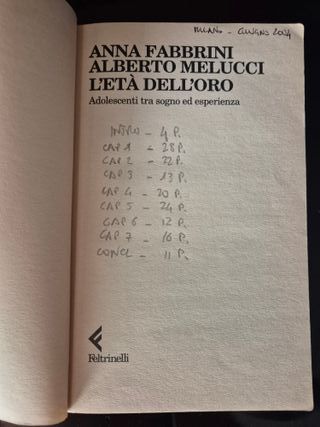 MILANO - GIUGNO 2004
ANNA FABBRINI
ALBERTO MELUCCI
L'ETÀ DELL'ORO
Adolescenti tra sogno ed esperienza
INTRO - 4 P.
CAP 1 - 28 P.
CAP 2 - 22 P.
CAP 3 - 13 P.
CAP 4 - 20 P.
CAP 5 - 24 P.
CAP 6 - 12 P.
CAP 7 - 16 P.
CONCL - 11 P.
Feltrinelli